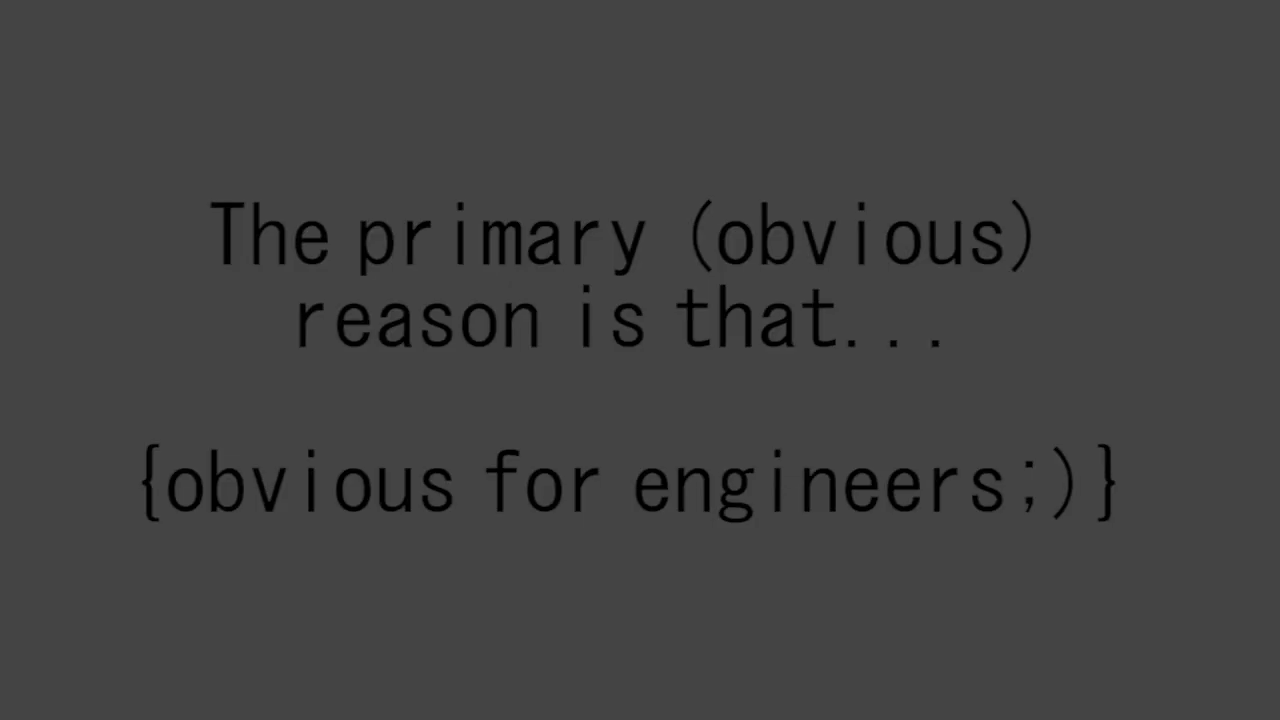 The primary (obvious)
reason is that...
{obvious for engineers;)}